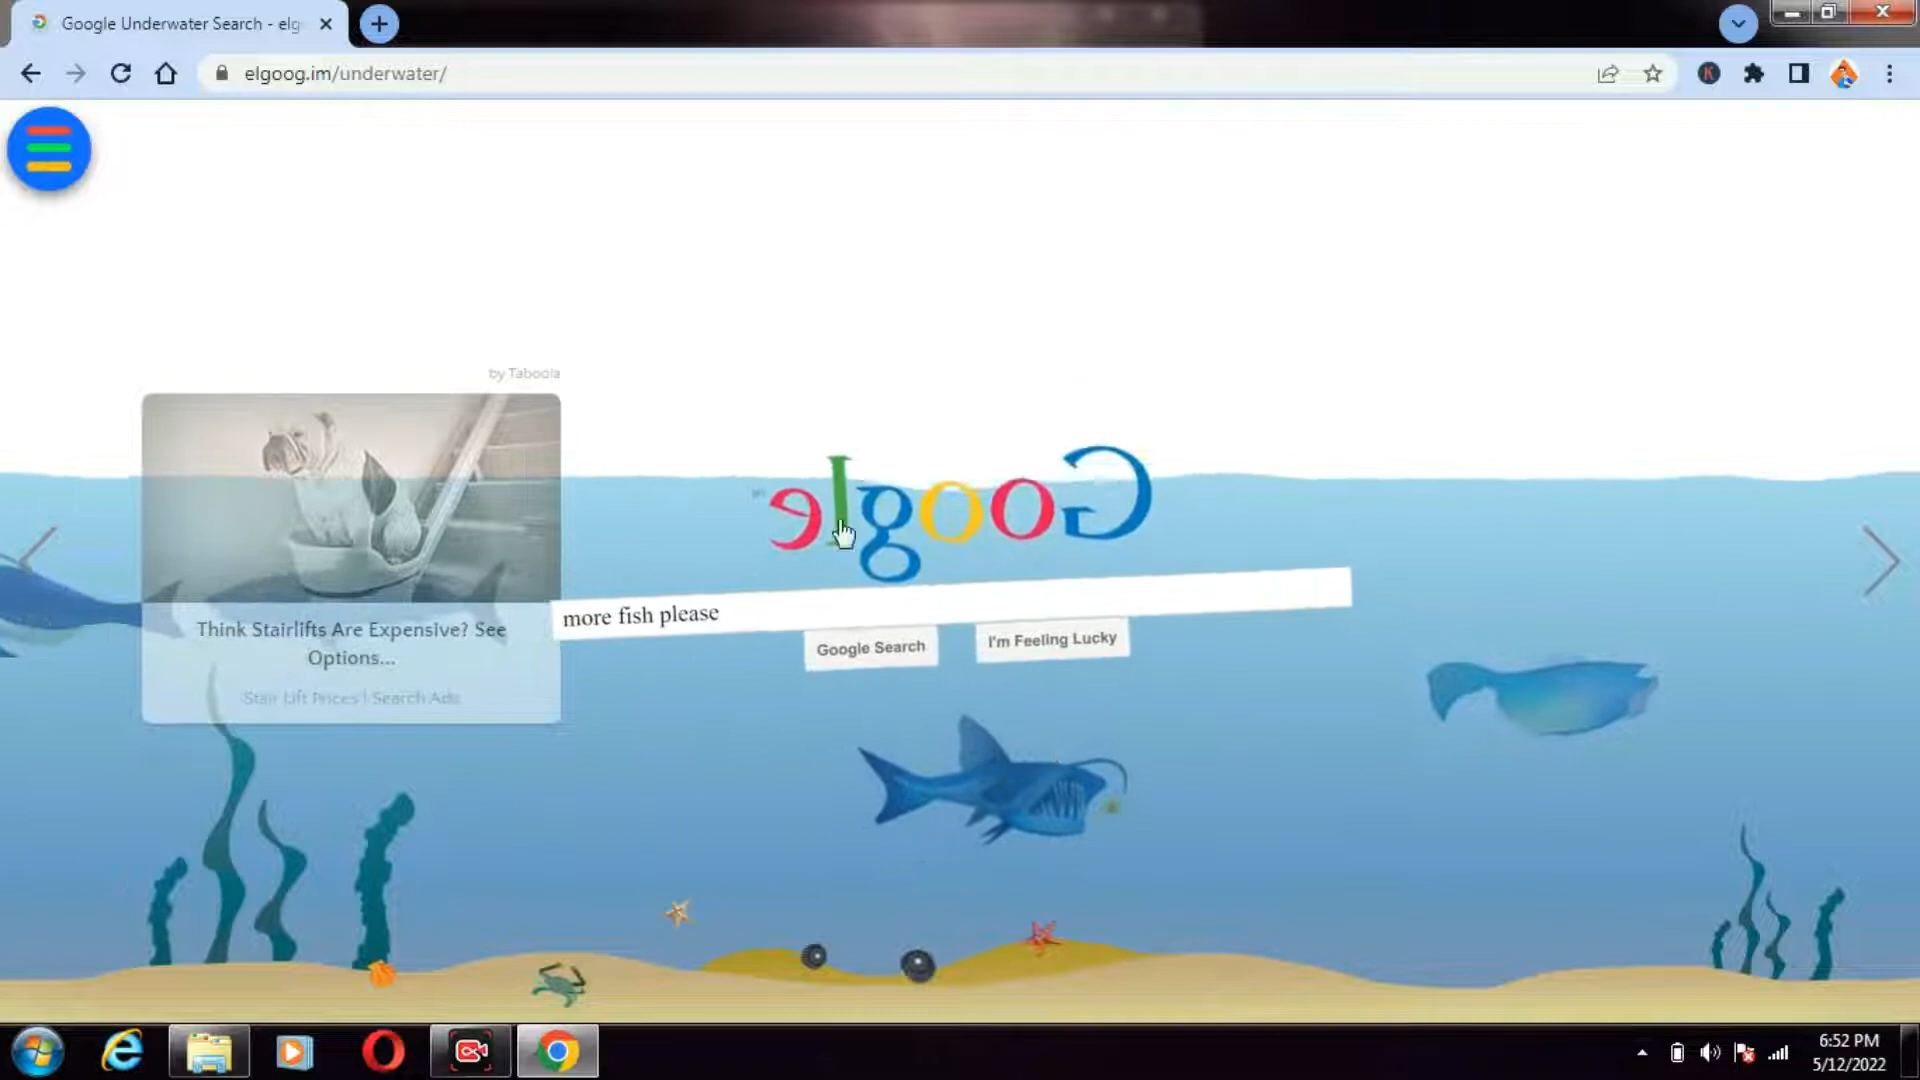 Google Underwater Search - elg
elgoog.im/underwater/
K
by Taboola
Google
more fish please
Google Search
I'm Feeling Lucky
Think Stairlifts Are Expensive? See
Options...
Stair Lift Prices | Search Ads
6:52 PM
5/12/2022